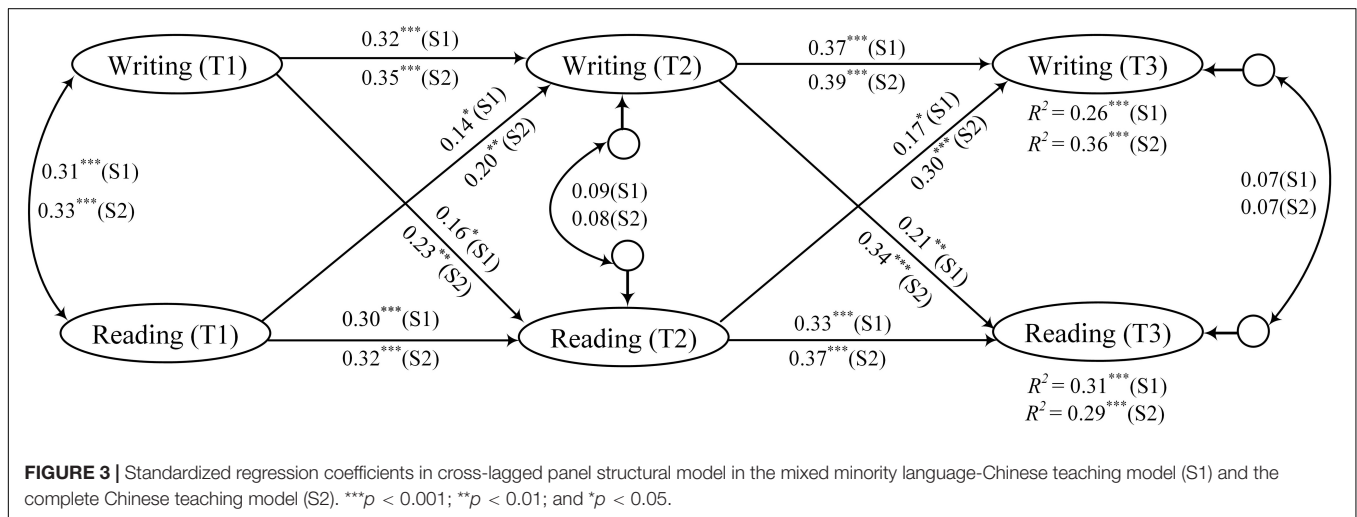 0.32***(S1)
0.37***(S1)
Writing (T1)
Writing (T2)
Writing (T3)
0.35***(S2)
0.39***(S2)
0.14*(S1)
0.20**(S2)
0.17*(S1)
0.30***(S2)
R² = 0.26***(S1)
R² = 0.36***(S2)
0.31***(S1)
0.33***(S2)
0.09(S1)
0.08(S2)
0.07(S1)
0.07(S2)
0.16*(S1)
0.23**(S2)
0.21**(S1)
0.34***(S2)
0.30***(S1)
0.33***(S1)
Reading (T1)
Reading (T2)
Reading (T3)
0.32***(S2)
0.37***(S2)
R² = 0.31***(S1)
R² = 0.29***(S2)
FIGURE 3 | Standardized regression coefficients in cross-lagged panel structural model in the mixed minority language-Chinese teaching model (S1) and the
complete Chinese teaching model (S2). ***p < 0.001; **p < 0.01; and *p < 0.05.